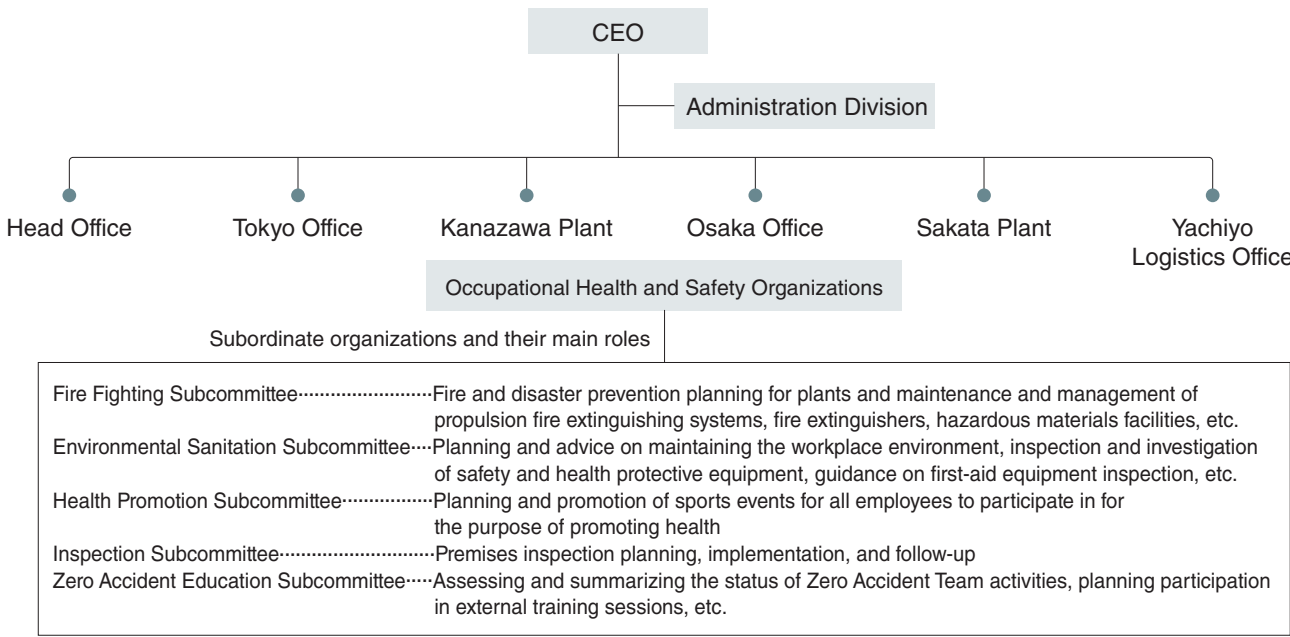 CEO
Administration Division
Head Office
Tokyo Office
Kanazawa Plant
Osaka Office
Sakata Plant
Yachiyo
Logistics Office
Occupational Health and Safety Organizations
Subordinate organizations and their main roles
Fire Fighting Subcommittee·························Fire and disaster prevention planning for plants and maintenance and management of
propulsion fire extinguishing systems, fire extinguishers, hazardous materials facilities, etc.
Environmental Sanitation Subcommittee····Planning and advice on maintaining the workplace environment, inspection and investigation
of safety and health protective equipment, guidance on first-aid equipment inspection, etc.
Health Promotion Subcommittee·················Planning and promotion of sports events for all employees to participate in for
the purpose of promoting health
Inspection Subcommittee·····························Premises inspection planning, implementation, and follow-up
Zero Accident Education Subcommittee·····Assessing and summarizing the status of Zero Accident Team activities, planning participation
in external training sessions, etc.